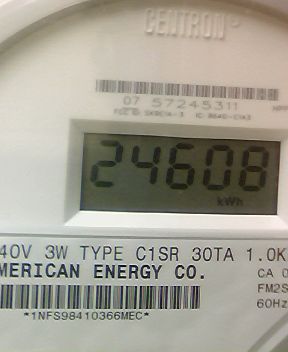 CENTRON
07 57245311
24608
kWh
40V 3W TYPE C1SR 30TA 1.0K
MERICAN ENERGY CO.
CA 0
FM2S
60Hz
*1NFS98410366MEC*